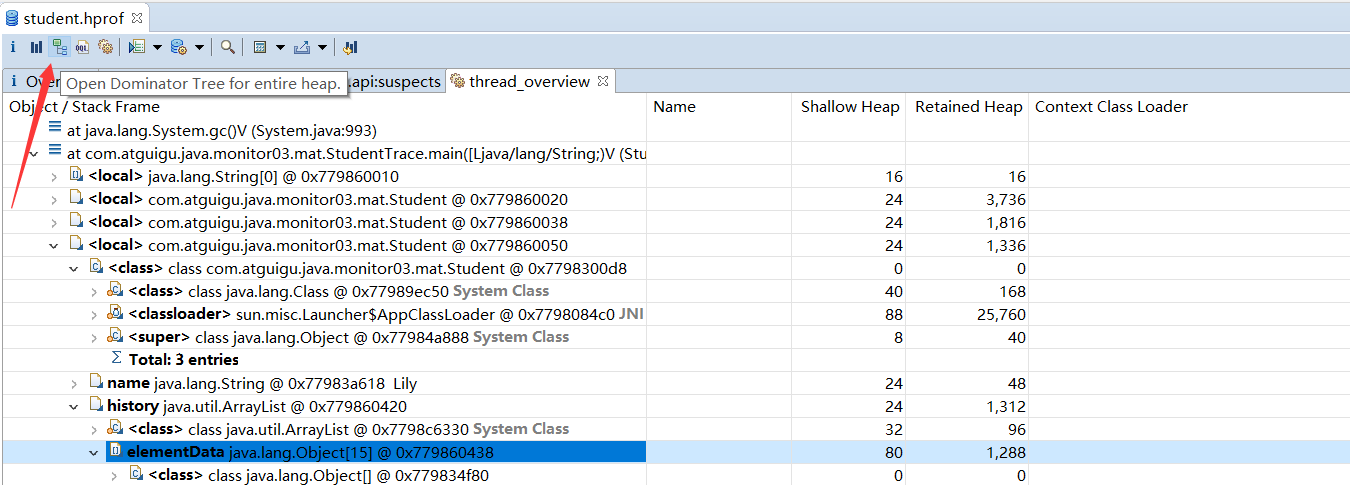 student.hprof
i OQL
i Ove Open Dominator Tree for entire heap. .api:suspects thread_overview
Object / Stack Frame Name Shallow Heap Retained Heap Context Class Loader
at java.lang.System.gc()V (System.java:993)
at com.atguigu.java.monitor03.mat.StudentTrace.main([Ljava/lang/String;)V (Stu
<local> java.lang.String[0] @ 0x779860010 16 16
<local> com.atguigu.java.monitor03.mat.Student @ 0x779860020 24 3,736
<local> com.atguigu.java.monitor03.mat.Student @ 0x779860038 24 1,816
<local> com.atguigu.java.monitor03.mat.Student @ 0x779860050 24 1,336
<class> class com.atguigu.java.monitor03.mat.Student @ 0x7798300d8 0 0
<class> class java.lang.Class @ 0x77989ec50 System Class 40 168
<classloader> sun.misc.Launcher$AppClassLoader @ 0x7798084c0 JNI 88 25,760
<super> class java.lang.Object @ 0x77984a888 System Class 8 40
Σ Total: 3 entries
name java.lang.String @ 0x77983a618 Lily 24 48
history java.util.ArrayList @ 0x779860420 24 1,312
<class> class java.util.ArrayList @ 0x7798c6330 System Class 32 96
elementData java.lang.Object[15] @ 0x779860438 80 1,288
<class> class java.lang.Object[] @ 0x779834f80 0 0